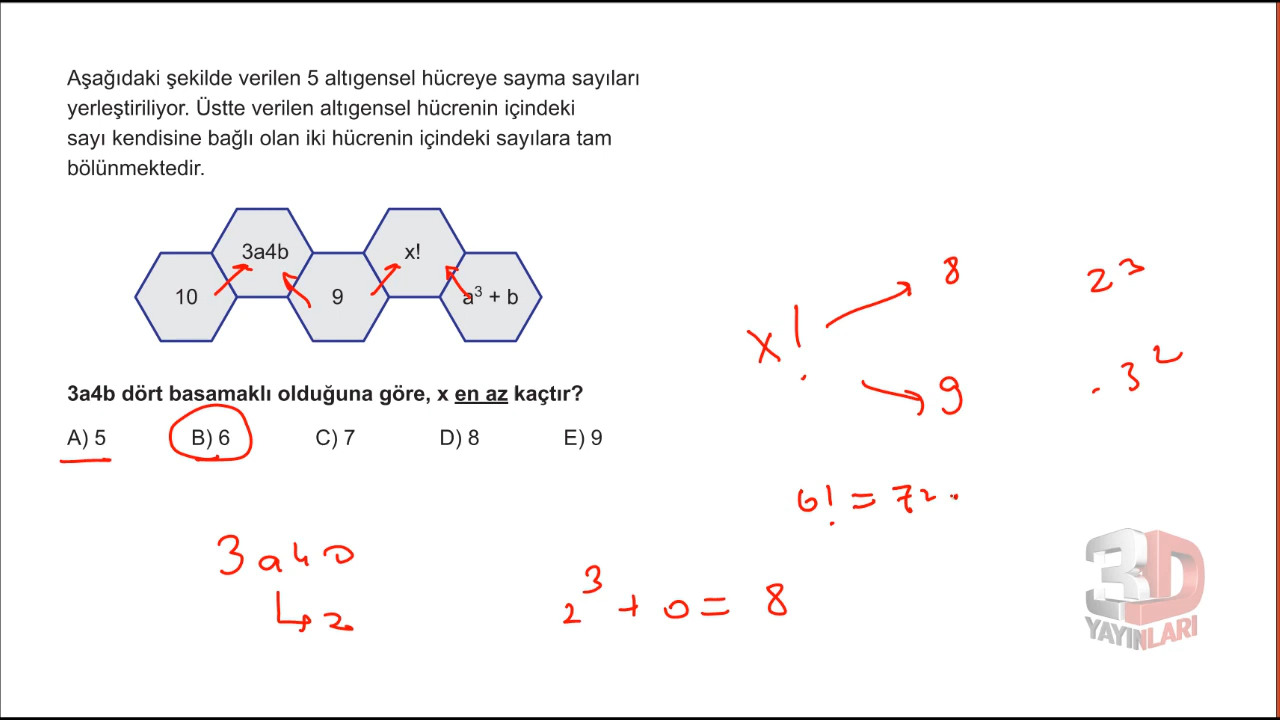 Aşağıdaki şekilde verilen 5 altıgensel hücreye sayma sayıları
yerleştiriliyor. Üstte verilen altıgensel hücrenin içindeki
sayı kendisine bağlı olan iki hücrenin içindeki sayılara tam
bölünmektedir.
3a4b x!
10 9 a³ + b
3a4b dört basamaklı olduğuna göre, x en az kaçtır?
A) 5 B) 6 C) 7 D) 8 E) 9
x! 8 2³
9 3²
6! = 72.
3a40
2
2³ + 0 = 8
3D
YAYINLARI